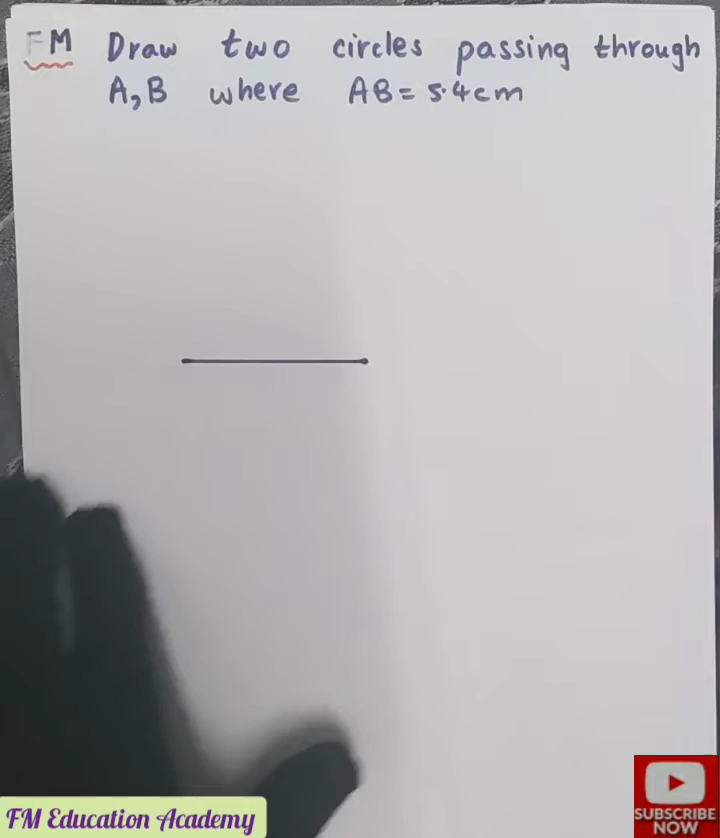 FM Draw two circles passing through
A, B where AB = 5.4cm
FM Education Academy
SUBSCRIBE
NOW